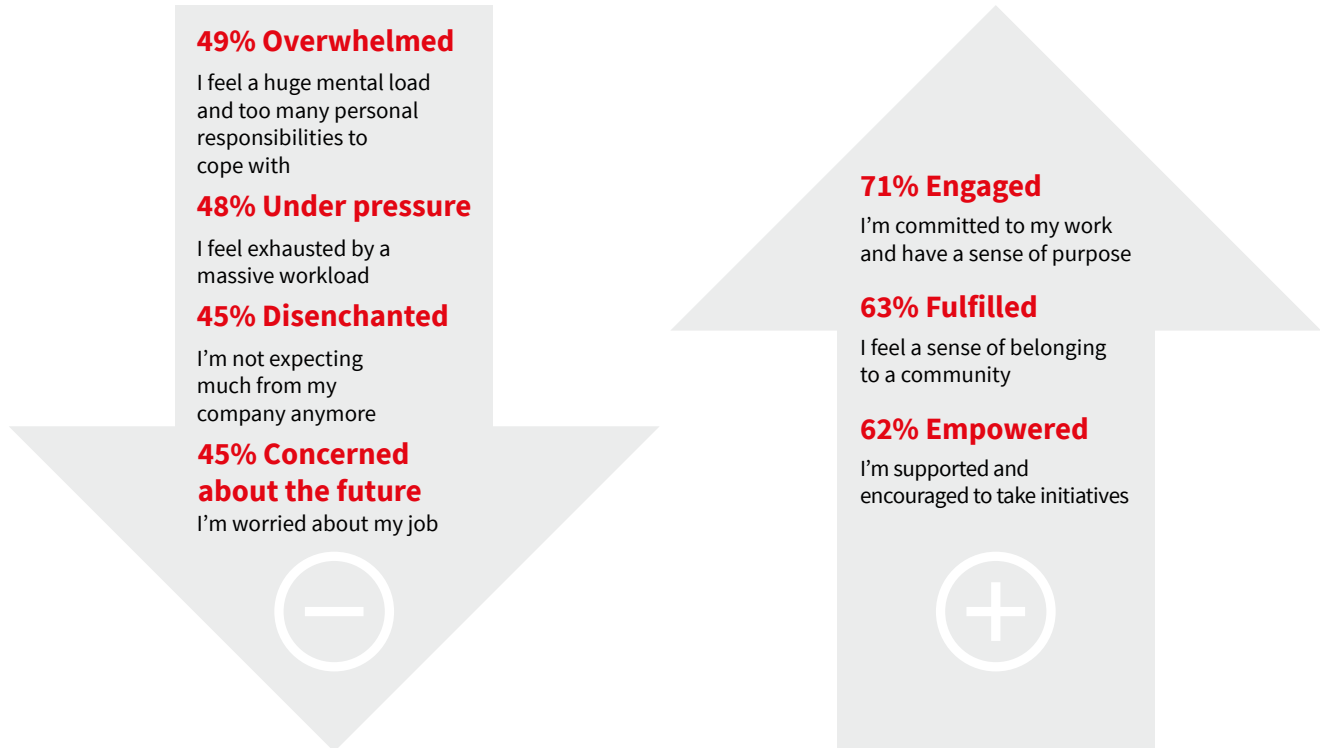 49% Overwhelmed
I feel a huge mental load
and too many personal
responsibilities to
cope with
48% Under pressure
I feel exhausted by a
massive workload
45% Disenchanted
I’m not expecting
much from my
company anymore
45% Concerned
about the future
I’m worried about my job
71% Engaged
I’m committed to my work
and have a sense of purpose
63% Fulfilled
I feel a sense of belonging
to a community
62% Empowered
I’m supported and
encouraged to take initiatives